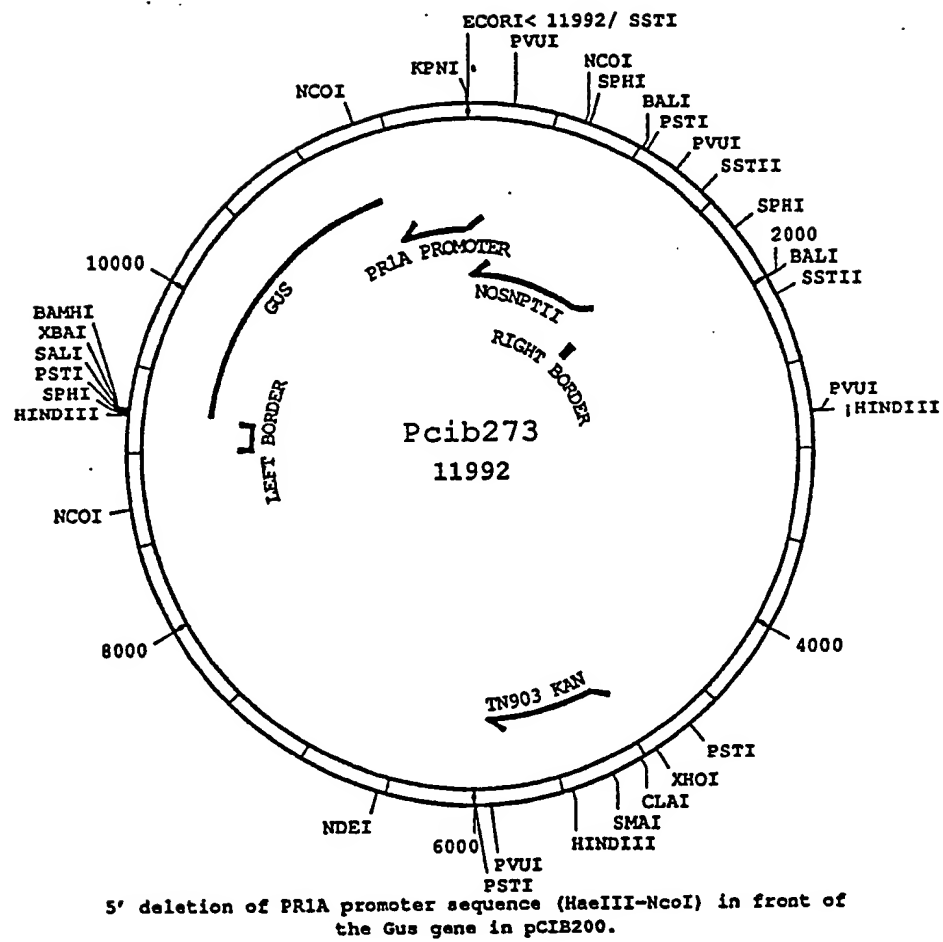 ECORI< 11992/ SSTI
PVUI
KPNI
NCOI
SPHI
NCOI
BALI
PSTI
PVUI
SSTII
SPHI
2000
BALI
SSTII
10000
PR1A PROMOTER
GUS
NOSNPTII
RIGHT BORDER
BAMHI
XBAI
SALI
PSTI
SPHI
HINDIII
LEFT BORDER
PVUI
HINDIII
Pcib273
11992
NCOI
8000
4000
TN903 KAN
PSTI
XHOI
CLAI
SMAI
HINDIII
NDEI
6000
PVUI
PSTI
5' deletion of PR1A promoter sequence (HaeIII-NcoI) in front of
the Gus gene in pCIB200.